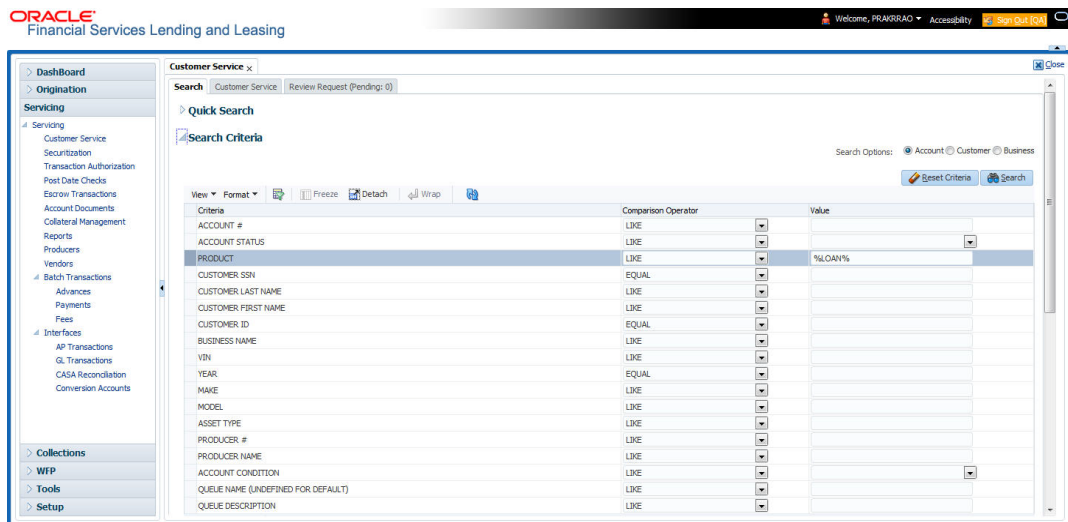 ORACLE
Financial Services Lending and Leasing
Welcome, PRAKRRAO Accessibility Sign Out [QA]
Close
DashBoard
Origination
Servicing
Servicing
Customer Service
Securitization
Transaction Authorization
Post Date Checks
Escrow Transactions
Account Documents
Collateral Management
Reports
Producers
Vendors
Batch Transactions
Advances
Payments
Fees
Interfaces
AP Transactions
GL Transactions
CASA Reconciliation
Conversion Accounts
Collections
WFP
Tools
Setup
Customer Service x
Search Customer Service Review Request (Pending: 0)
Quick Search
Search Criteria
Search Options: Account Customer Business
Reset Criteria Search
View Format Freeze Detach Wrap
Criteria Comparison Operator Value
ACCOUNT # LIKE
ACCOUNT STATUS LIKE
PRODUCT LIKE %LOAN%
CUSTOMER SSN EQUAL
CUSTOMER LAST NAME LIKE
CUSTOMER FIRST NAME LIKE
CUSTOMER ID EQUAL
BUSINESS NAME LIKE
VIN LIKE
YEAR EQUAL
MAKE LIKE
MODEL LIKE
ASSET TYPE LIKE
PRODUCER # LIKE
PRODUCER NAME LIKE
ACCOUNT CONDITION LIKE
QUEUE NAME (UNDEFINED FOR DEFAULT) LIKE
QUEUE DESCRIPTION LIKE